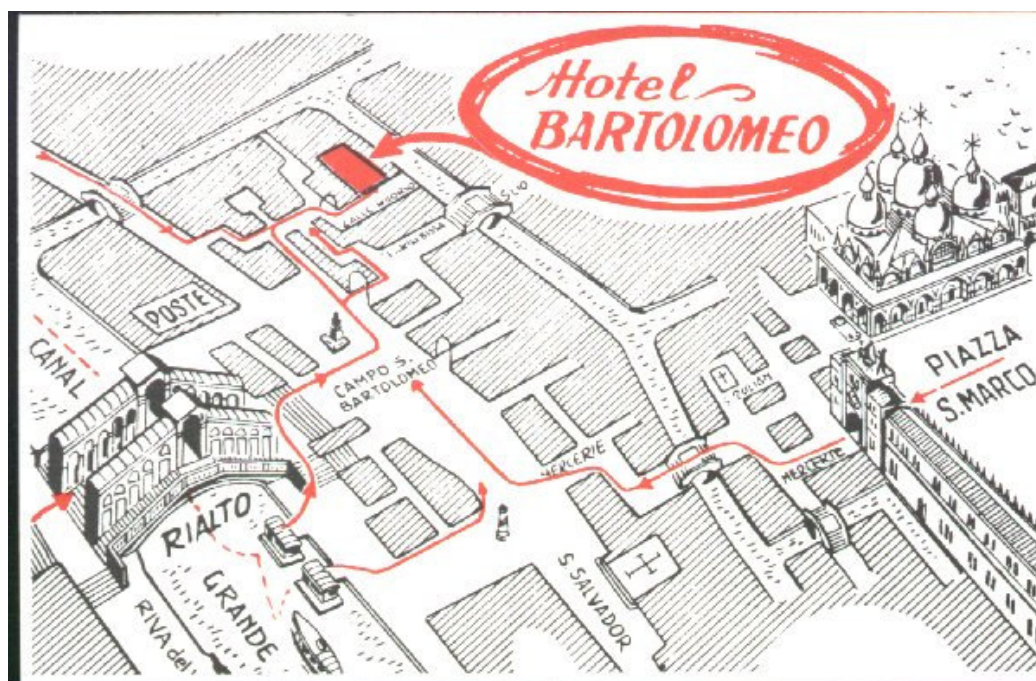 Hotel
BARTOLOMEO
POSTE
CANAL
CAMPO S.
BARTOLOMEO
PIAZZA
S. MARCO
MERCERIE
MERCERIE
RIALTO
GRANDE
RIVA del
S. SALVADOR